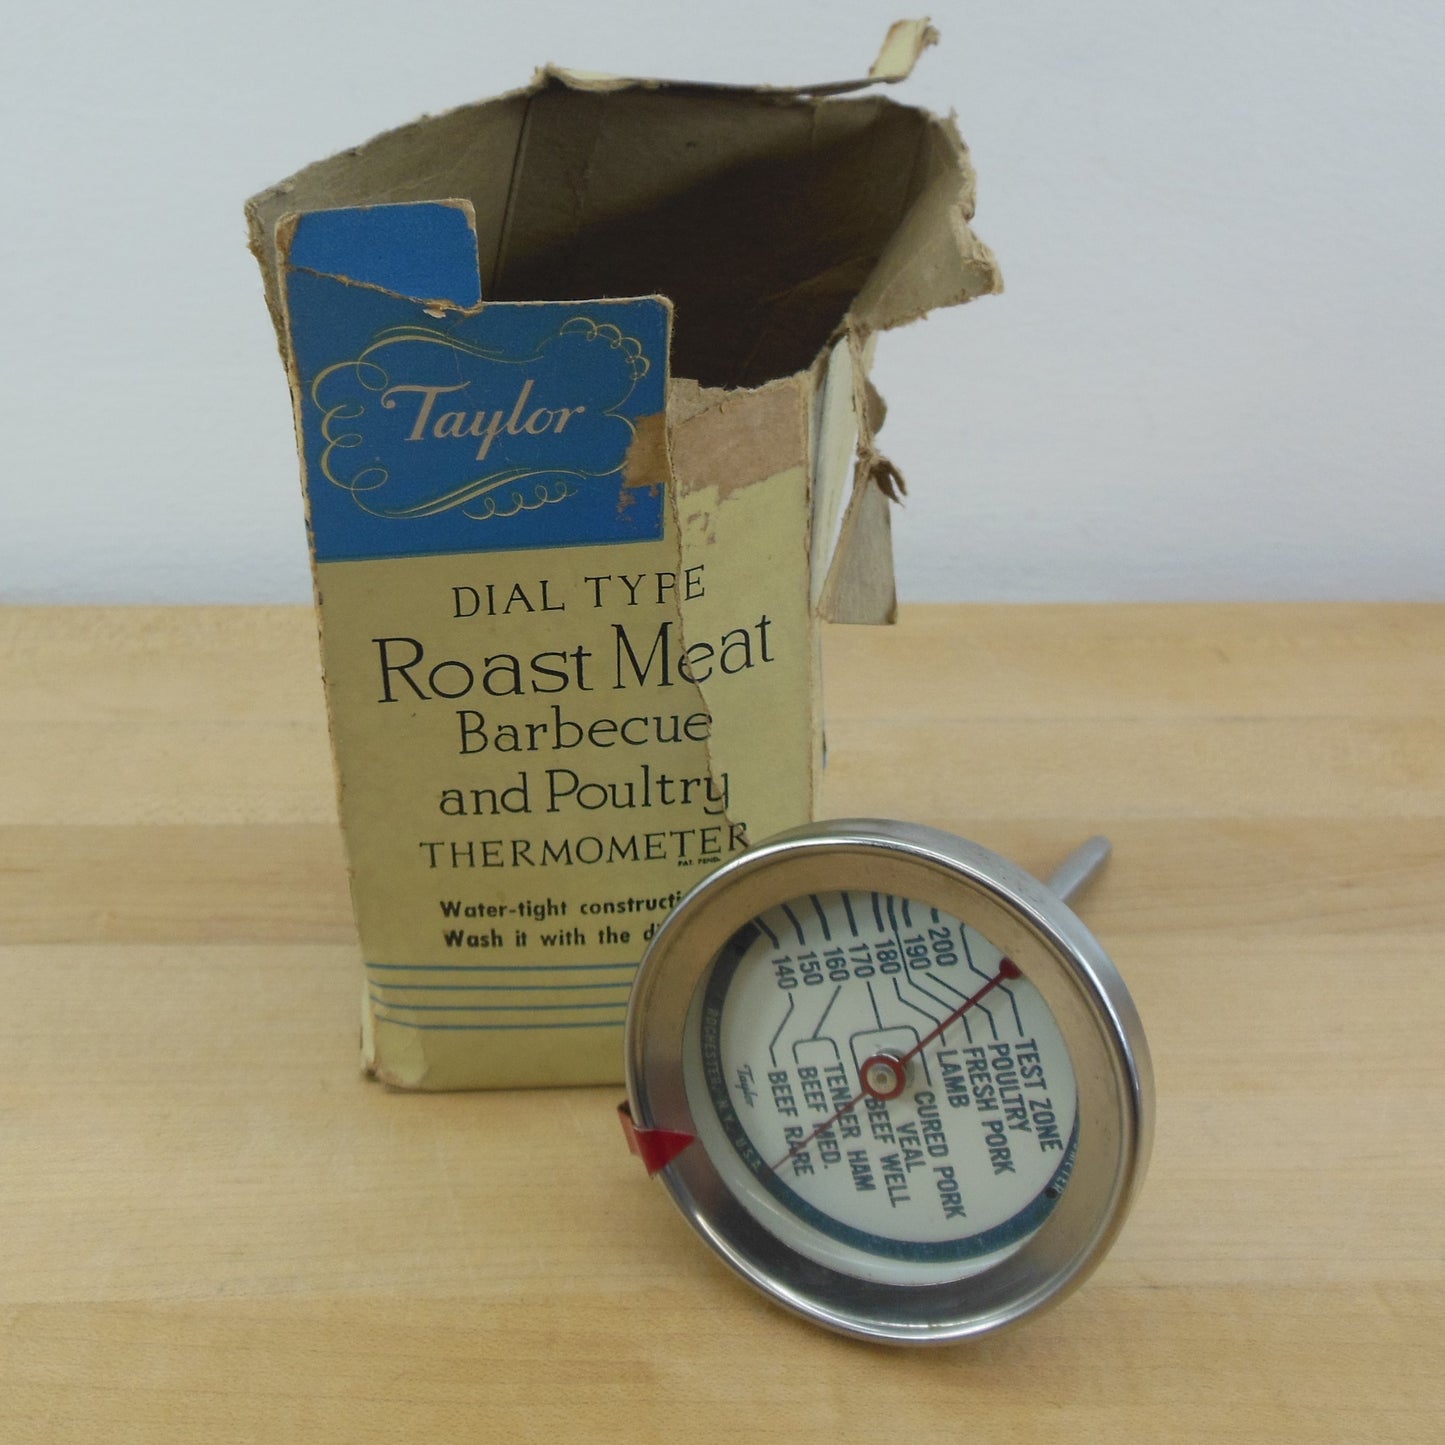 Taylor
DIAL TYPE
Roast Meat
Barbecue
and Poultry
THERMOMETER
PAT. PEND.
Water-tight
Wash it with the
140
150
160
170
180
190
200
TEST ZONE
POULTRY
FRESH PORK
LAMB
CURED PORK
VEAL
BEEF WELL
TENDER HAM
BEEF MED.
BEEF RARE
Taylor
ROCHESTER, N.Y. U.S.A.